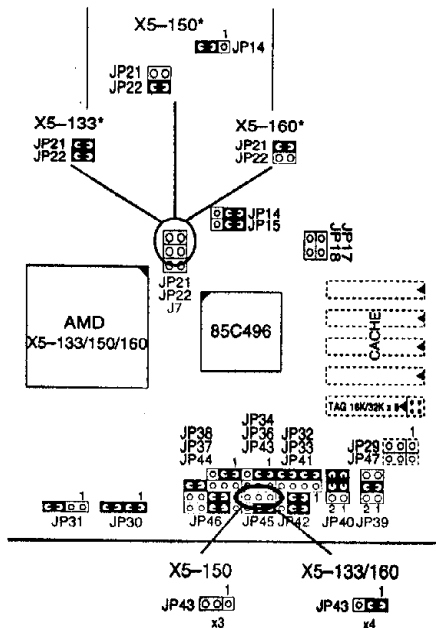 X5-150*
1
JP14
JP21
JP22
X5-133*
JP21
JP22
X5-160*
JP21
JP22
JP14
JP15
JP17
JP18
JP21
JP22
J7
AMD
X5-133/150/160
85C496
CACHE
TAG 16K/32K x 8
JP34
JP38 JP36 JP32
JP37 JP43 JP33
JP44 JP41
1
JP29
JP47
1 1
1 1 1
2 1 2 1
JP31 JP30 JP46 JP45 JP42 JP40 JP39
X5-150
X5-133/160
1
JP43
x3
1
JP43
x4